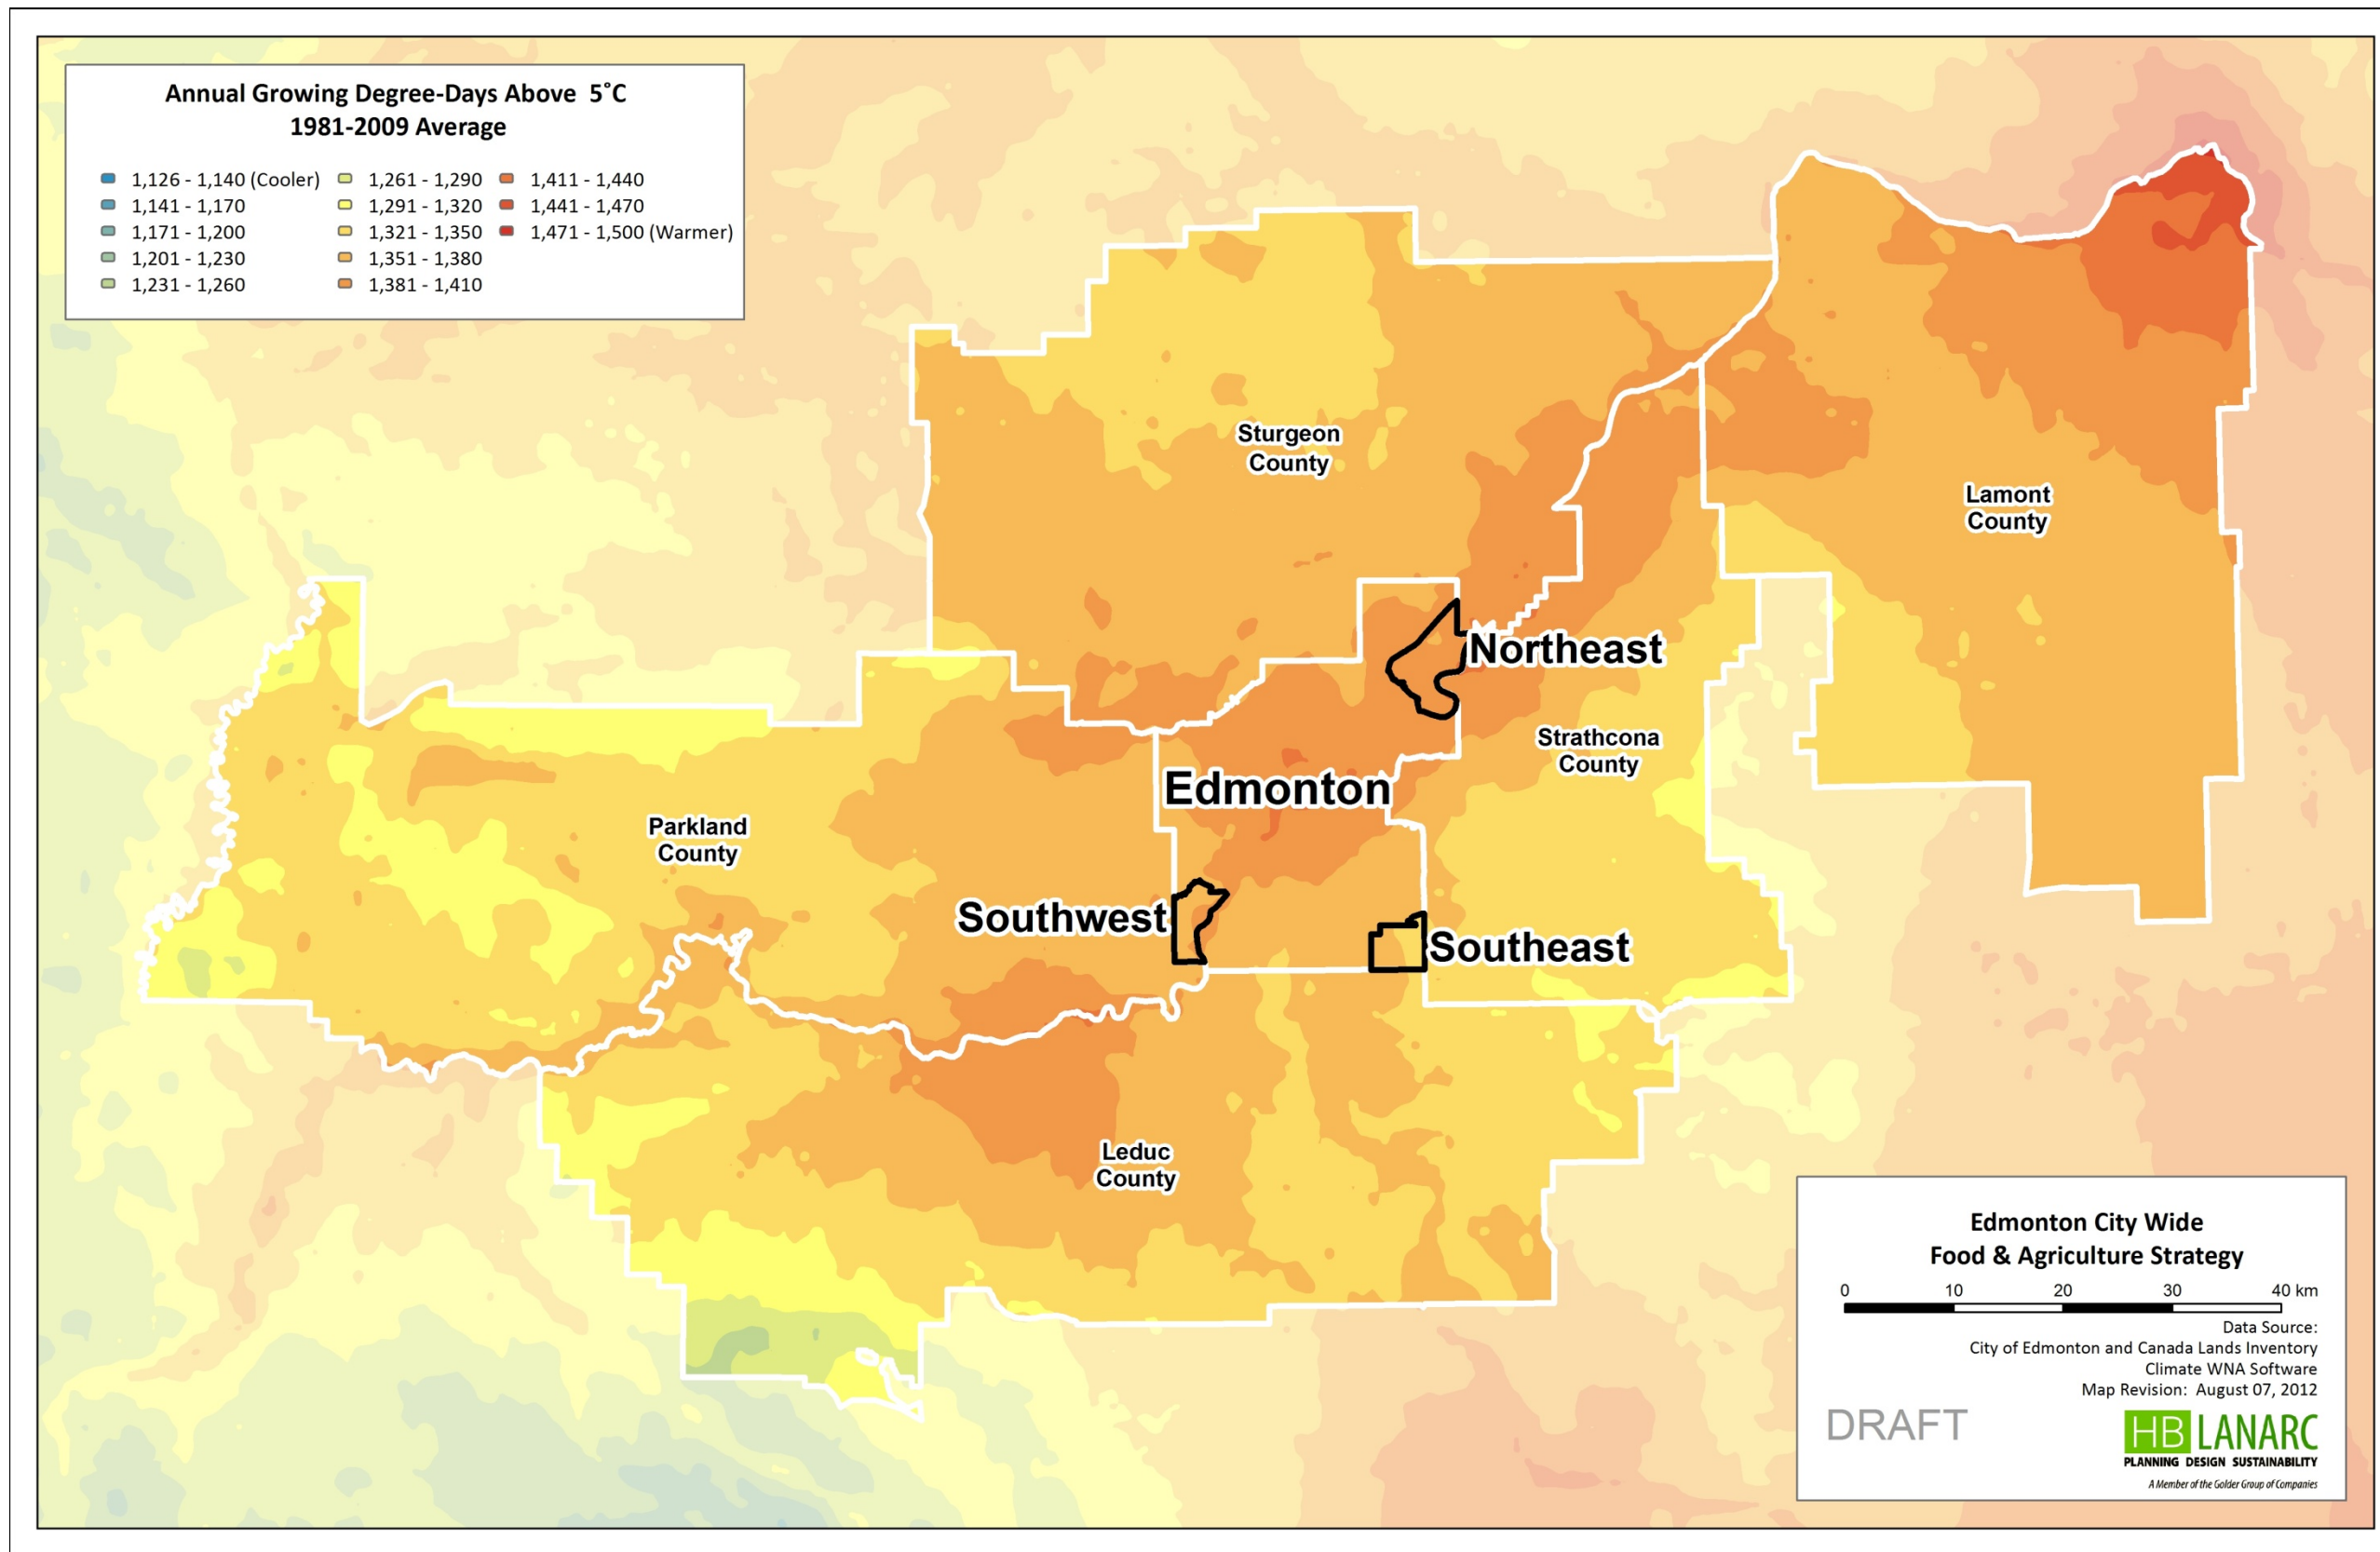 Annual Growing Degree-Days Above 5˚C
1981-2009 Average
1,126 - 1,140 (Cooler)
1,141 - 1,170
1,171 - 1,200
1,201 - 1,230
1,231 - 1,260
1,261 - 1,290
1,291 - 1,320
1,321 - 1,350
1,351 - 1,380
1,381 - 1,410
1,411 - 1,440
1,441 - 1,470
1,471 - 1,500 (Warmer)
Sturgeon
County
Lamont
County
Northeast
Strathcona
County
Edmonton
Parkland
County
Southwest
Southeast
Leduc
County
Edmonton City Wide
Food & Agriculture Strategy
0 10 20 30 40 km
Data Source:
City of Edmonton and Canada Lands Inventory
Climate WNA Software
Map Revision: August 07, 2012
DRAFT
HB LANARC
PLANNING DESIGN SUSTAINABILITY
A Member of the Golder Group of Companies